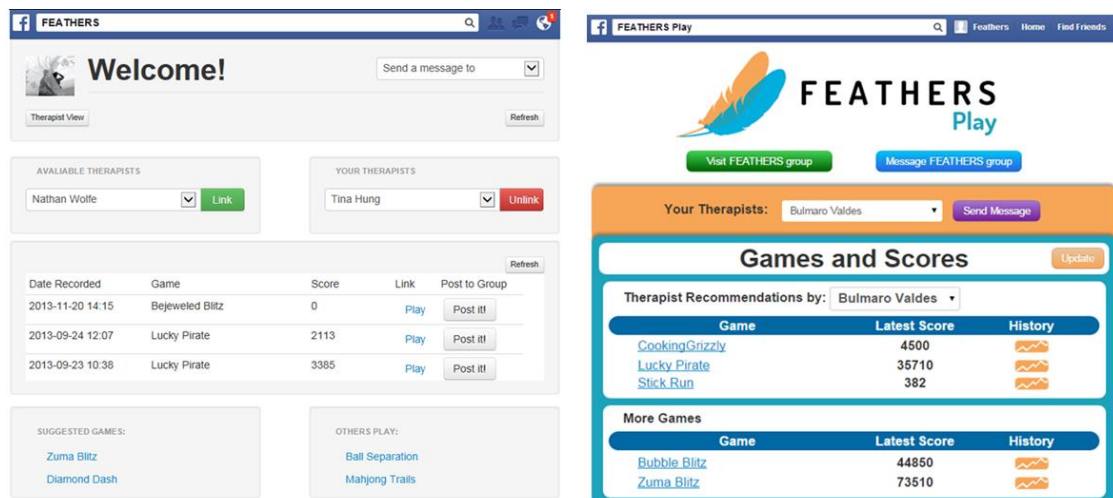 FEATHERS
1
Welcome!
Send a message to
Therapist View
Refresh
AVALIABLE THERAPISTS
Nathan Wolfe
Link
YOUR THERAPISTS
Tina Hung
Unlink
Refresh
Date Recorded Game Score Link Post to Group
2013-11-20 14:15 Bejeweled Blitz 0 Play Post it!
2013-09-24 12:07 Lucky Pirate 2113 Play Post it!
2013-09-23 10:38 Lucky Pirate 3385 Play Post it!
SUGGESTED GAMES:
Zuma Blitz
Diamond Dash
OTHERS PLAY:
Ball Separation
Mahjong Trails
FEATHERS Play
Feathers Home Find Friends
FEATHERS
Play
Visit FEATHERS group
Message FEATHERS group
Your Therapists: Bulmaro Valdes Send Message
Games and Scores
Update
Therapist Recommendations by: Bulmaro Valdes
Game Latest Score History
CookingGrizzly 4500
Lucky Pirate 35710
Stick Run 382
More Games
Game Latest Score History
Bubble Blitz 44850
Zuma Blitz 73510